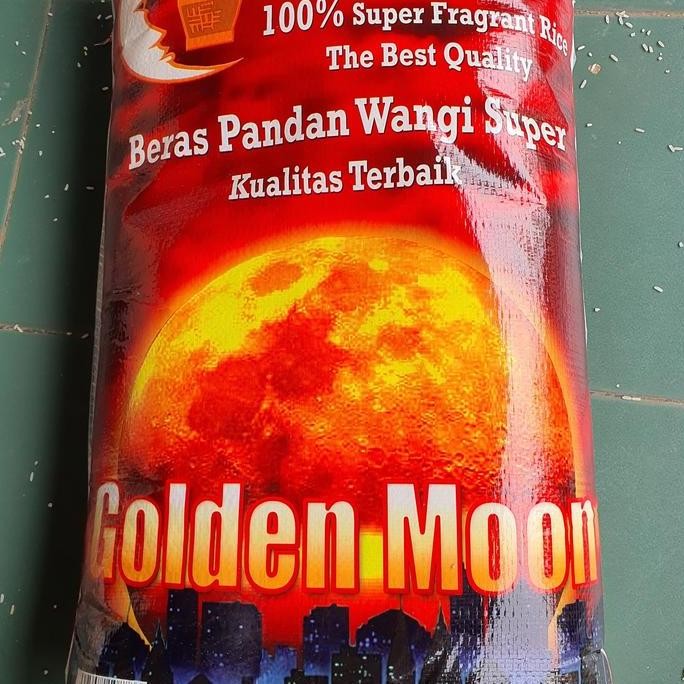 100% Super Fragrant Rice
The Best Quality
Beras Pandan Wangi Super
Kualitas Terbaik
Golden Moon